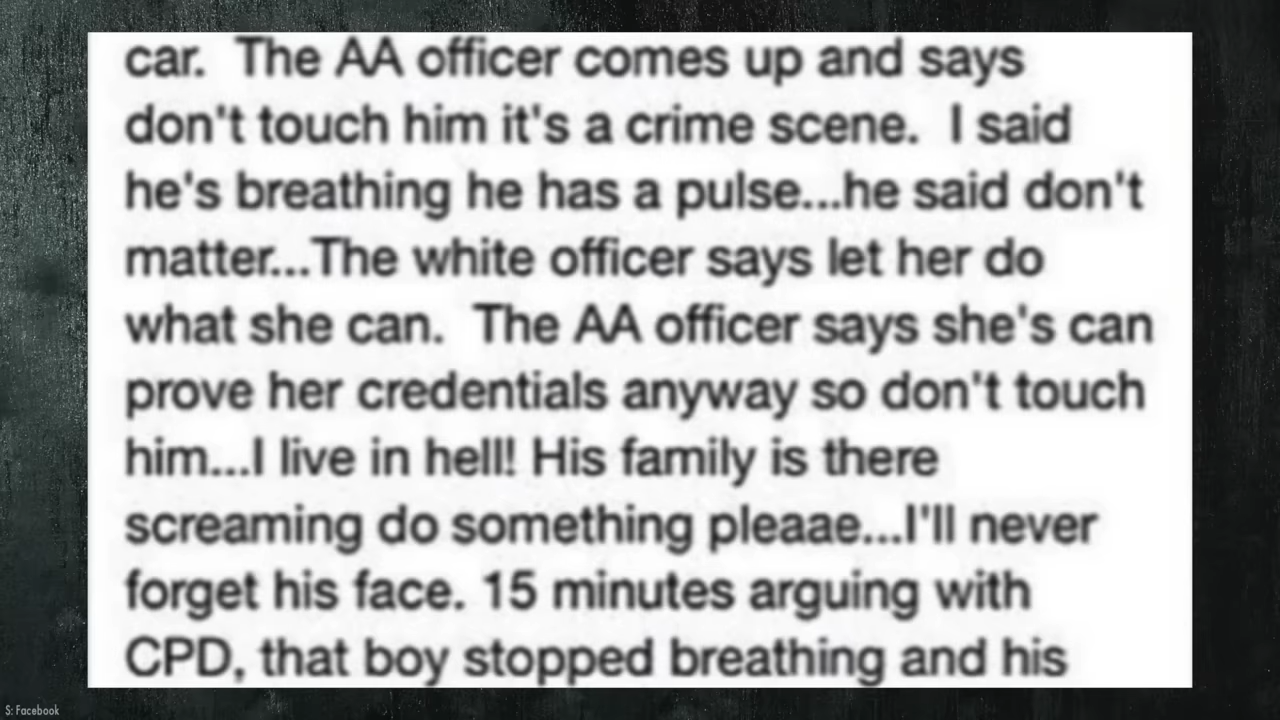 car.  The AA officer comes up and says
don't touch him it's a crime scene.  I said
he's breathing he has a pulse...he said don't
matter...The white officer says let her do
what she can.  The AA officer says she's can
prove her credentials anyway so don't touch
him...I live in hell! His family is there
screaming do something pleaae...I'll never
forget his face. 15 minutes arguing with
CPD, that boy stopped breathing and his
S: Facebook